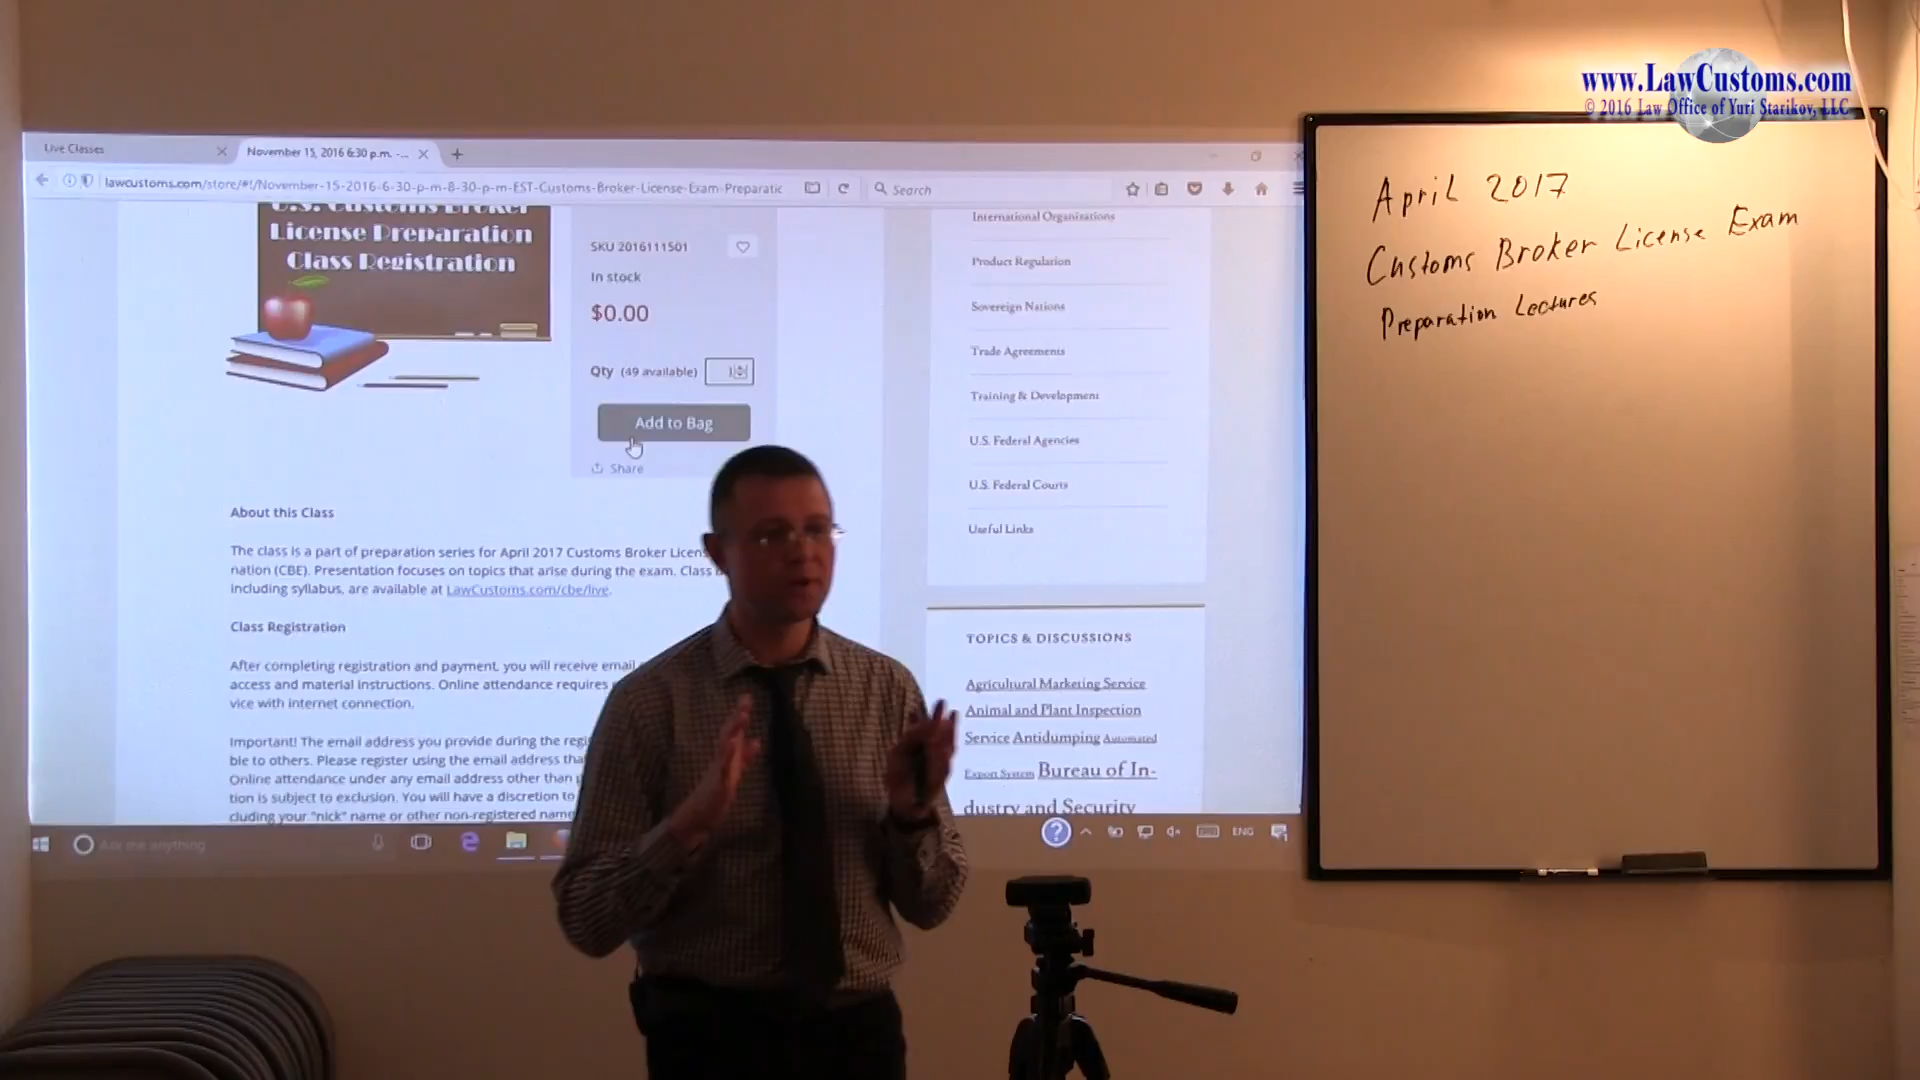 www.LawCustoms.com
© 2016 Law Office of Yuri Starikov, LLC
Live Classes
November 15, 2016 6:30 p.m. -...
lawcustoms.com/store/#!/November-15-2016-6-30-p-m-8-30-p-m-EST-Customs-Broker-License-Exam-Preparatic
Search
U.S. Customs Broker
License Preparation
Class Registration
SKU 2016111501
In stock
$0.00
Qty (49 available) 1
Add to Bag
Share
About this Class
The class is a part of preparation series for April 2017 Customs Broker Licen
nation (CBE). Presentation focuses on topics that arise during the exam. Class
including syllabus, are available at LawCustoms.com/cbe/live.
Class Registration
After completing registration and payment, you will receive email
access and material instructions. Online attendance requires
vice with internet connection.
Important! The email address you provide during the regi
ble to others. Please register using the email address tha
Online attendance under any email address other than
tion is subject to exclusion. You will have a discretion to
cluding your "nick" name or other non-registered name
International Organizations
Product Regulation
Sovereign Nations
Trade Agreements
Training & Development
U.S. Federal Agencies
U.S. Federal Courts
Useful Links
TOPICS & DISCUSSIONS
Agricultural Marketing Service
Animal and Plant Inspection
Service Antidumping Automated
Export System Bureau of In-
dustry and Security
Ask me anything
ENG
April 2017
Customs Broker License Exam
Preparation Lectures